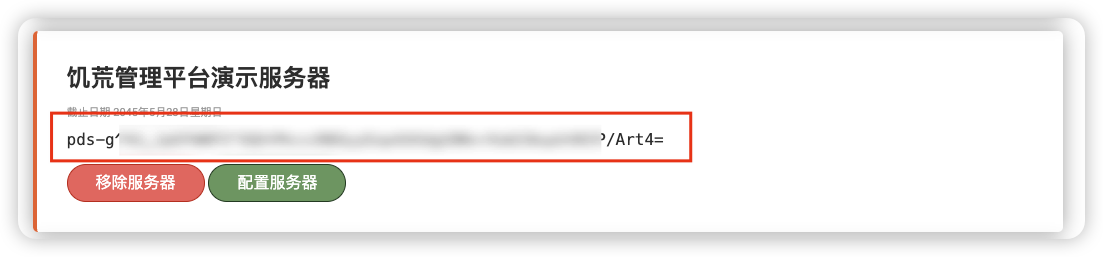 饥荒管理平台演示服务器
截止日期 2045年5月28日星期日
pds-g^ P/Art4=
移除服务器 配置服务器